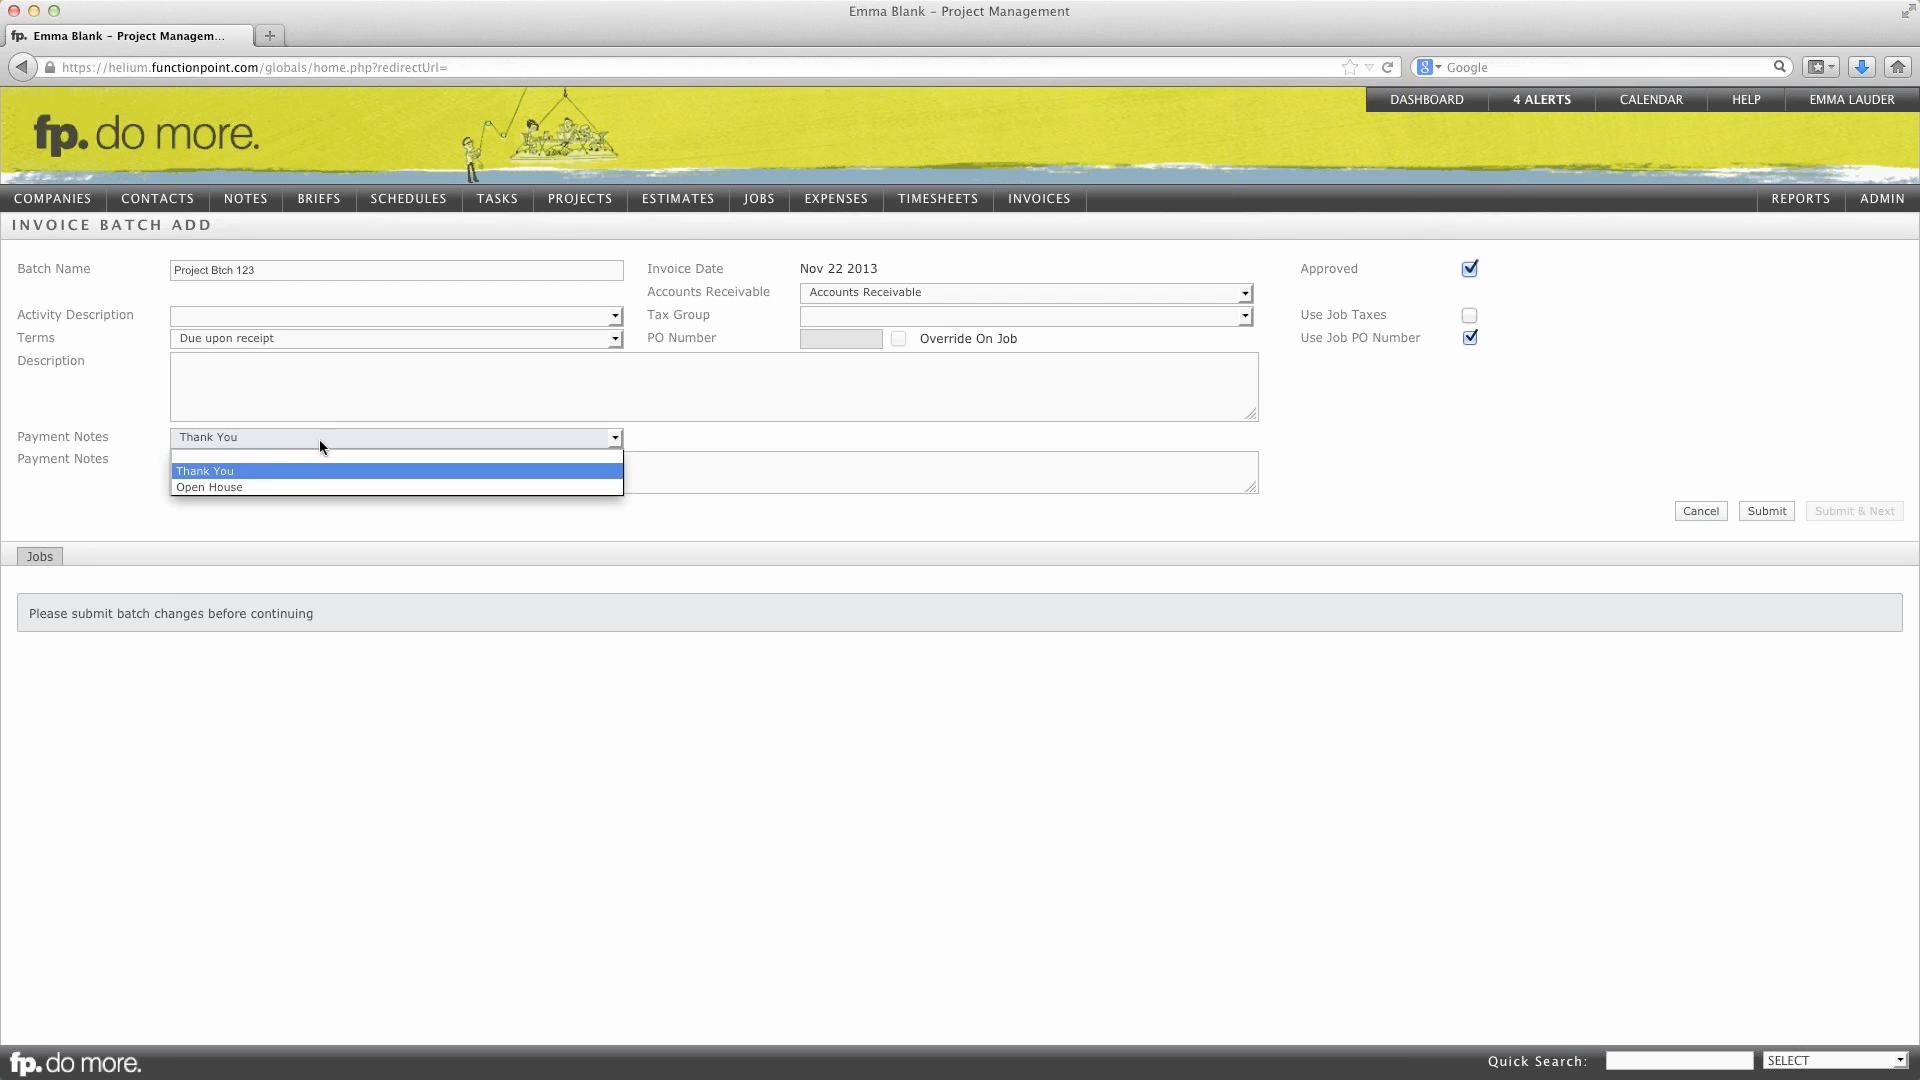 Emma Blank – Project Management
fp. Emma Blank – Project Managem...
https://helium.functionpoint.com/globals/home.php?redirectUrl=
Google
DASHBOARD 4 ALERTS CALENDAR HELP EMMA LAUDER
fp. do more.
COMPANIES CONTACTS NOTES BRIEFS SCHEDULES TASKS PROJECTS ESTIMATES JOBS EXPENSES TIMESHEETS INVOICES REPORTS ADMIN
INVOICE BATCH ADD
Batch Name Project Btch 123 Invoice Date Nov 22 2013 Approved
Accounts Receivable Accounts Receivable
Activity Description Tax Group Use Job Taxes
Terms Due upon receipt PO Number Override On Job Use Job PO Number
Description
Payment Notes Thank You
Payment Notes
Thank You
Open House
Cancel Submit Submit & Next
Jobs
Please submit batch changes before continuing
fp. do more. Quick Search: SELECT